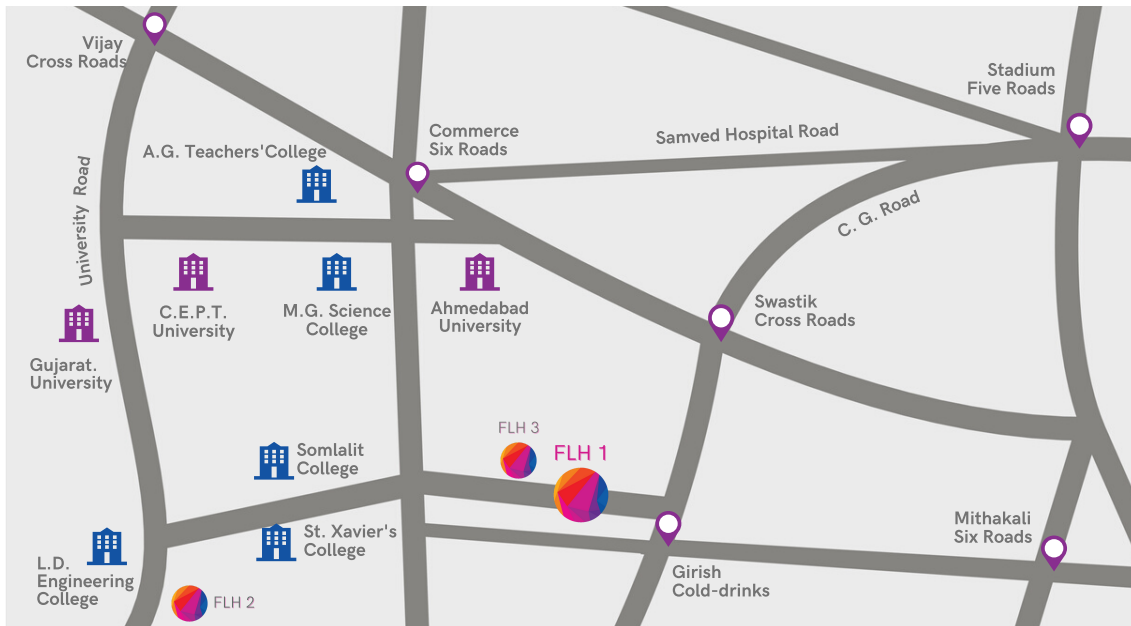 Vijay
Cross Roads
Stadium
Five Roads
Commerce
Six Roads
Samved Hospital Road
A.G. Teachers'College
University Road
C. G. Road
C.E.P.T.
University
M.G. Science
College
Ahmedabad
University
Swastik
Cross Roads
Gujarat.
University
FLH 3
FLH 1
Somlalit
College
St. Xavier's
College
Mithakali
Six Roads
L.D.
Engineering
College
Girish
Cold-drinks
FLH 2